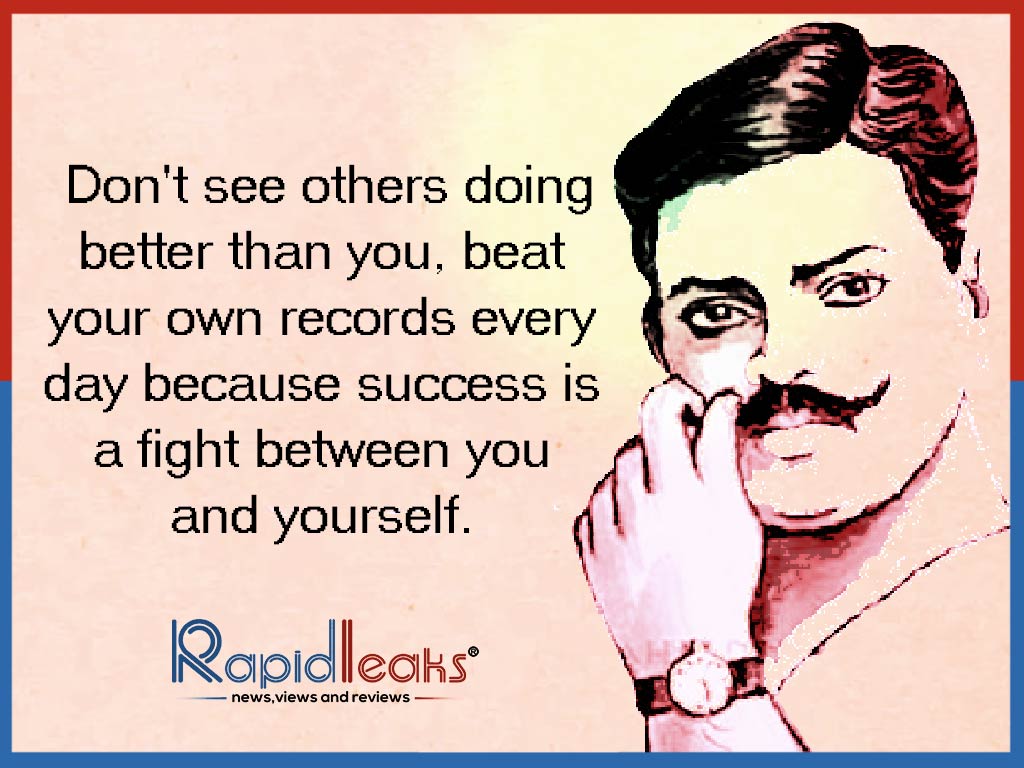 Don't see others doing
better than you, beat
your own records every
day because success is
a fight between you
and yourself.
Rapidleaks®
news,views and reviews